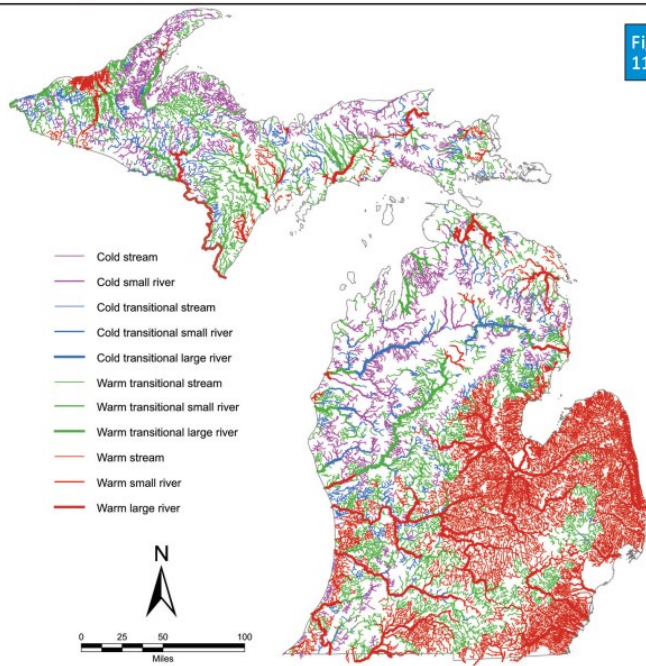 Fi
11
Cold stream
Cold small river
Cold transitional stream
Cold transitional small river
Cold transitional large river
Warm transitional stream
Warm transitional small river
Warm transitional large river
Warm stream
Warm small river
Warm large river
N
0 25 50 100
Miles